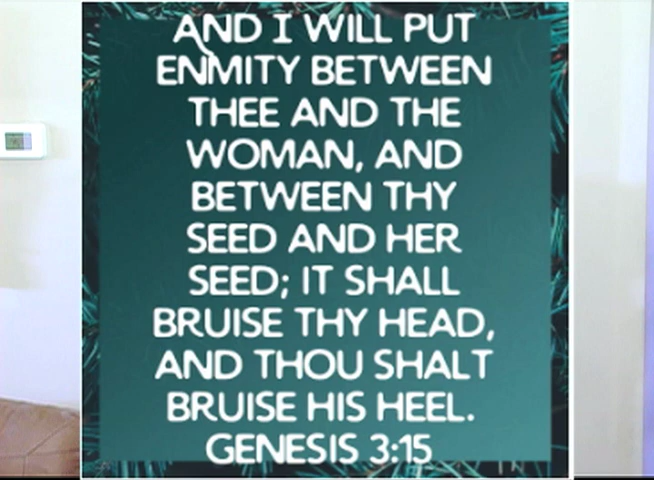 AND I WILL PUT
ENMITY BETWEEN
THEE AND THE
WOMAN, AND
BETWEEN THY
SEED AND HER
SEED; IT SHALL
BRUISE THY HEAD,
AND THOU SHALT
BRUISE HIS HEEL.
GENESIS 3:15